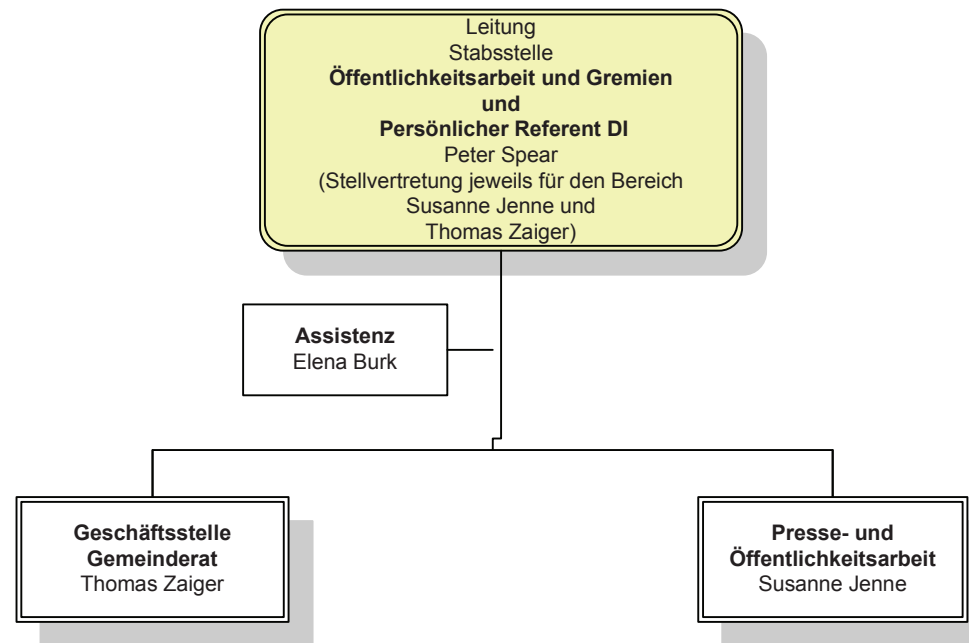 Leitung
Stabsstelle
Öffentlichkeitsarbeit und Gremien
und
Persönlicher Referent DI
Peter Spear
(Stellvertretung jeweils für den Bereich
Susanne Jenne und
Thomas Zaiger)
Assistenz
Elena Burk
Geschäftsstelle
Gemeinderat
Thomas Zaiger
Presse- und
Öffentlichkeitsarbeit
Susanne Jenne